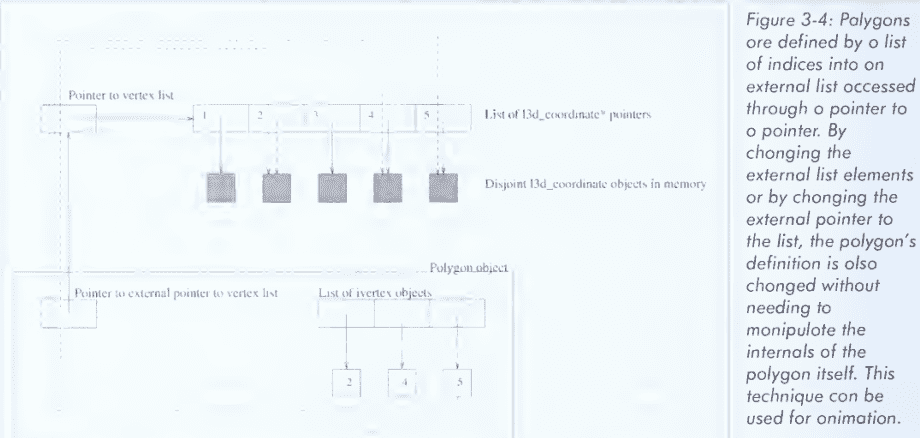 Pointer to vertex list
1 2 3 4 5
List of l3d_coordinate* pointers
Disjoint l3d_coordinate objects in memory
Polygon object
Pointer to external pointer to vertex list
List of ivertex objects
2 4 5
Figure 3-4: Polygons
ore defined by o list
of indices into on
external list occessed
through o pointer to
o pointer. By
chonging the
external list elements
or by chonging the
external pointer to
the list, the polygon's
definition is olso
chonged without
needing to
monipulote the
internals of the
polygon itself. This
technique con be
used for onimation.